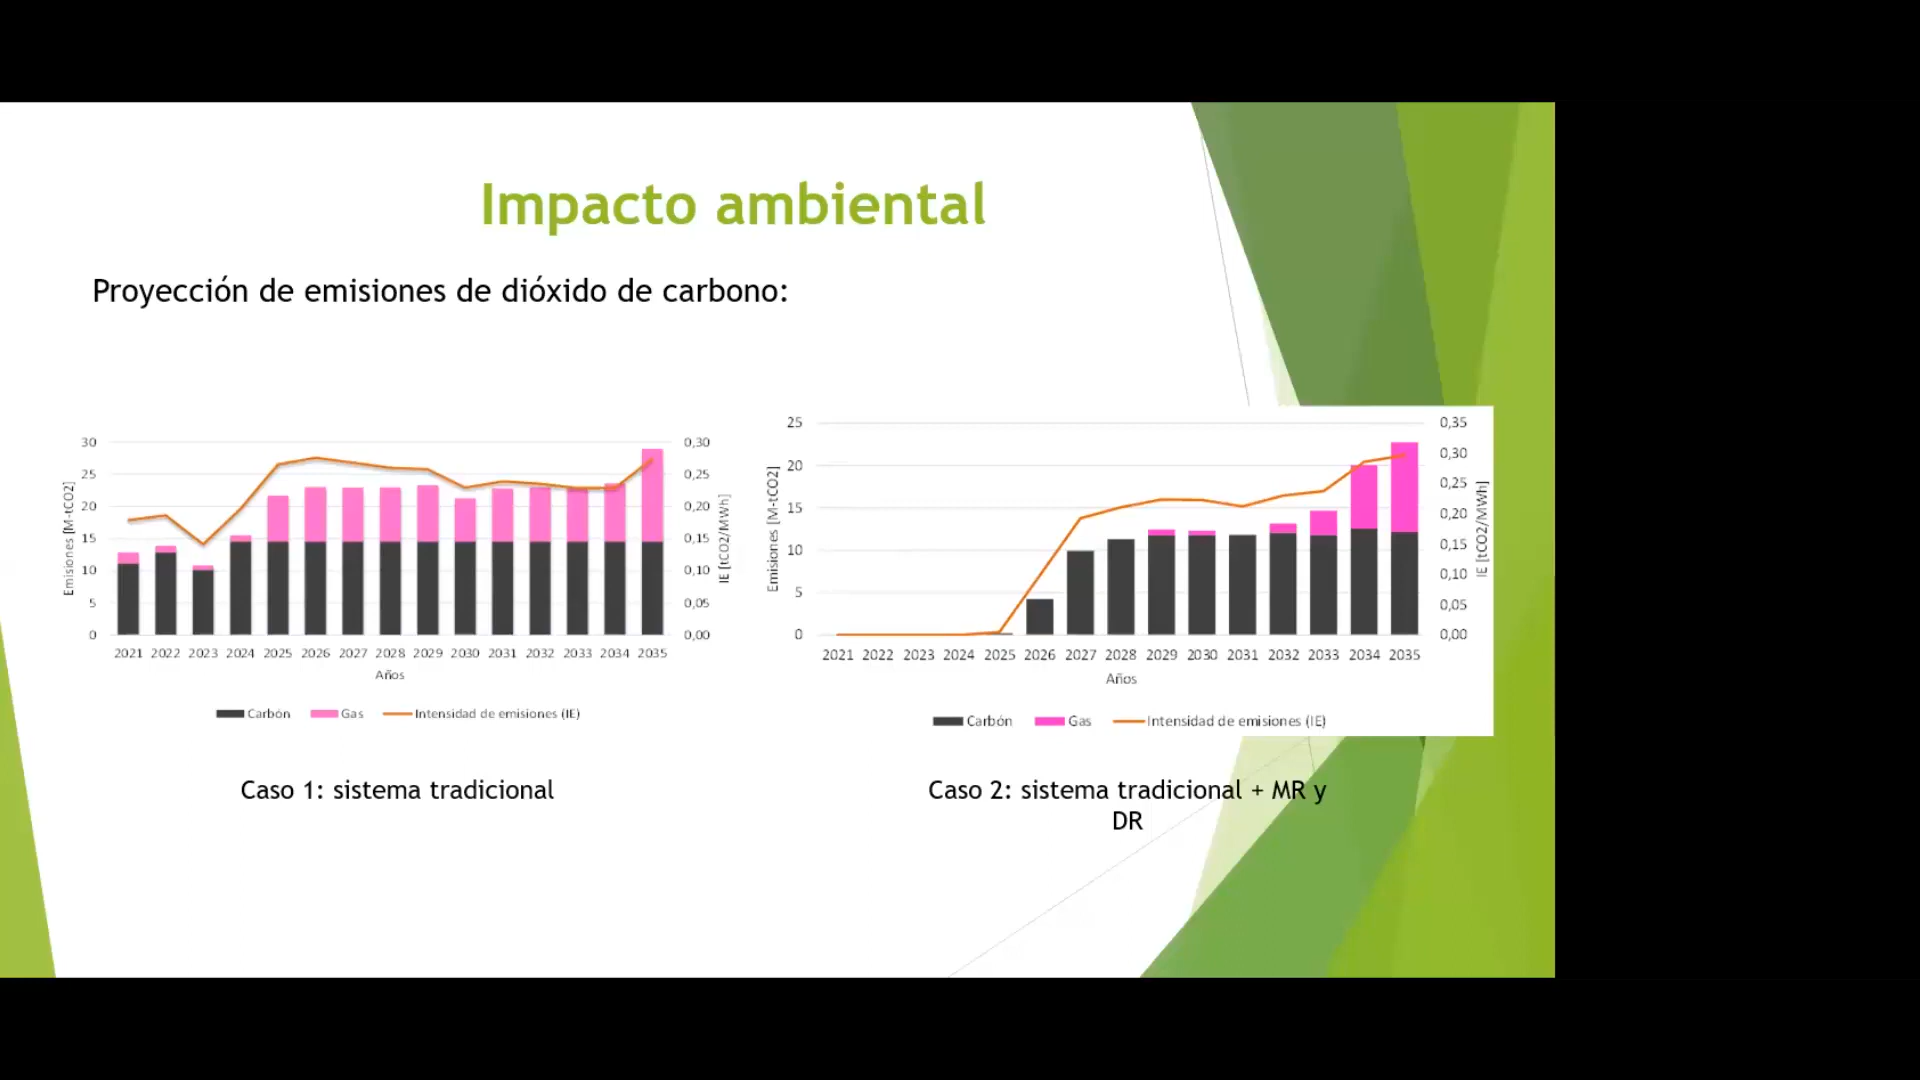 Impacto ambiental
Proyección de emisiones de dióxido de carbono:
30
25
20
15
10
5
0
Emisiones [M-tCO2]
0,30
0,25
0,20
0,15
0,10
0,05
0,00
IE [tCO2/MWh]
2021 2022 2023 2024 2025 2026 2027 2028 2029 2030 2031 2032 2033 2034 2035
Años
Carbón Gas Intensidad de emisiones (IE)
Caso 1: sistema tradicional
25
20
15
10
5
0
Emisiones [M-tCO2]
0,35
0,30
0,25
0,20
0,15
0,10
0,05
0,00
IE [tCO2/MWh]
2021 2022 2023 2024 2025 2026 2027 2028 2029 2030 2031 2032 2033 2034 2035
Años
Carbón Gas Intensidad de emisiones (IE)
Caso 2: sistema tradicional + MR y
DR